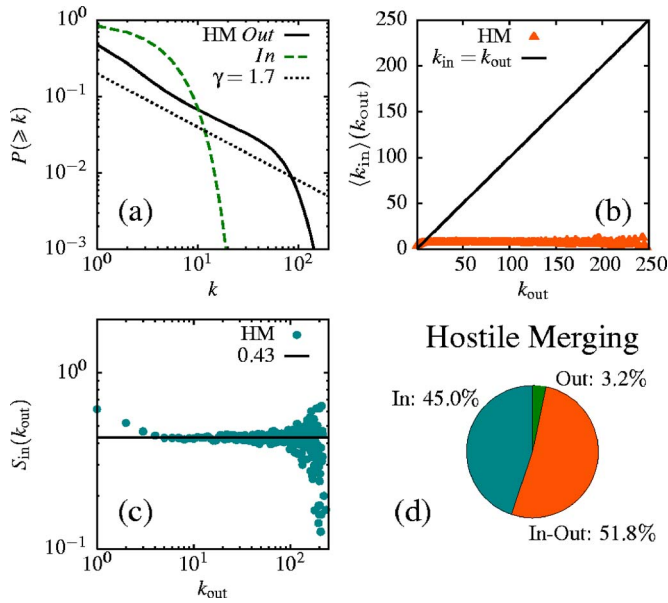 HM Out
In
γ = 1.7
P(⩾ k)
10^0
10^-1
10^-2
10^-3
10^0
10^1
10^2
k
(a)
HM
k_in = k_out
⟨k_in⟩(k_out)
250
200
150
100
50
0
50
100
150
200
250
k_out
(b)
HM
0.43
S_in(k_out)
10^0
10^-1
10^0
10^1
10^2
k_out
(c)
Hostile Merging
Out: 3.2%
In: 45.0%
In-Out: 51.8%
(d)